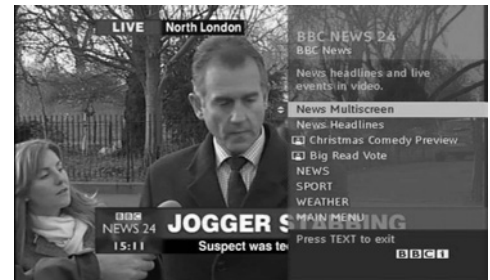 LIVE North London
BBC NEWS 24
BBC News
News headlines and live
events in video.
News Multiscreen
News Headlines
Christmas Comedy Preview
Big Read Vote
NEWS
SPORT
WEATHER
MAIN MENU
Press TEXT to exit
BBCi
BBC
NEWS 24
15:11
JOGGER STABBING
Suspect was